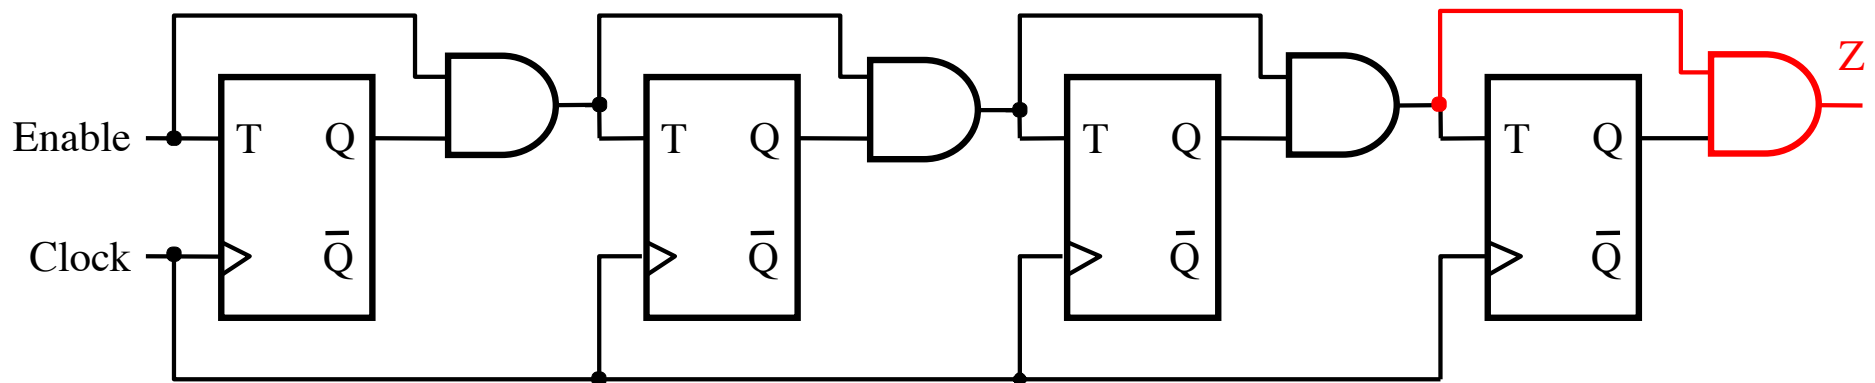 Z
Enable T Q T Q T Q T Q
Clock Q̅ Q̅ Q̅ Q̅